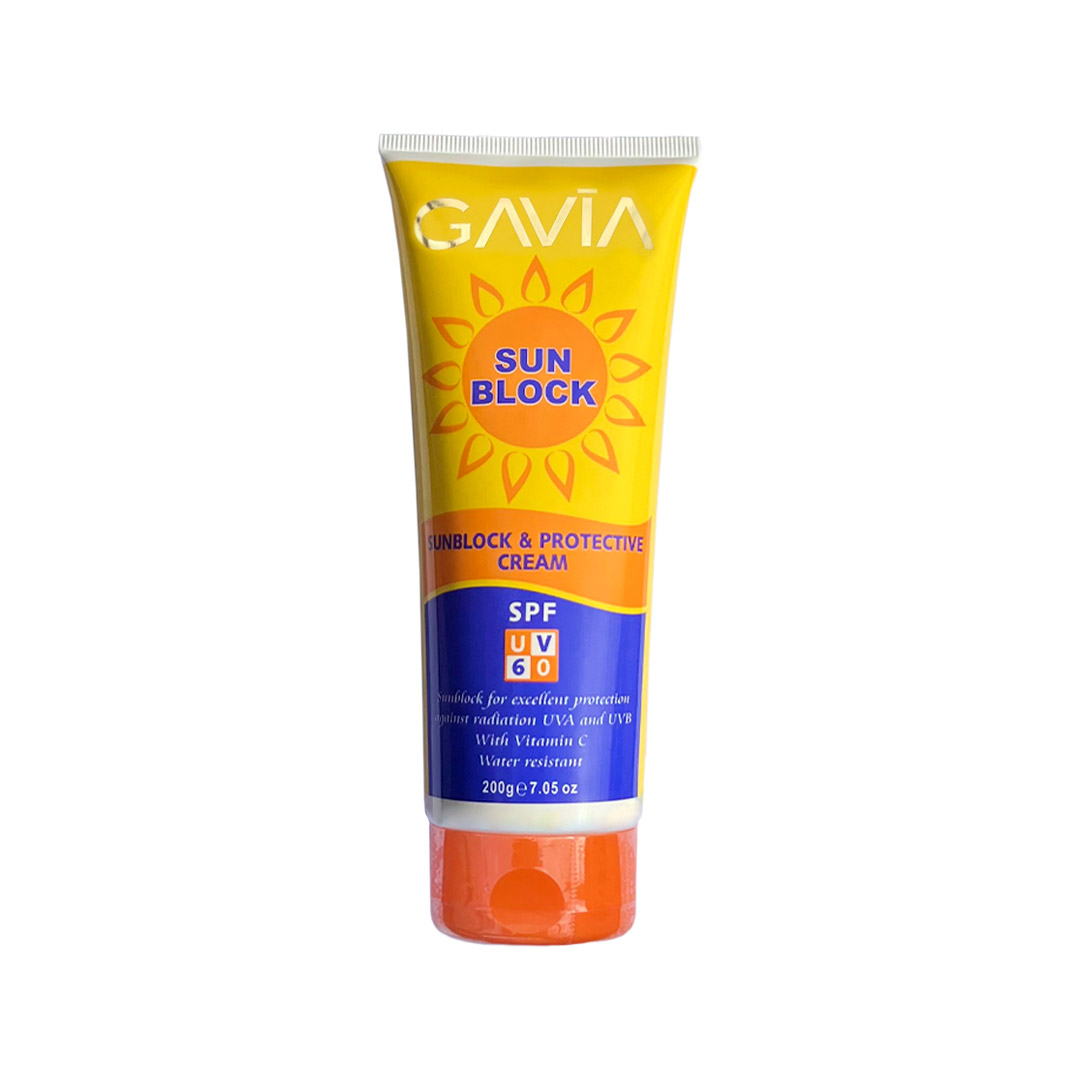 GAVĪA
SUN
BLOCK
SUNBLOCK & PROTECTIVE
CREAM
SPF
UV
60
Sunblock for excellent protection
against radiation UVA and UVB
With Vitamin C
Water resistant
200g℮7.05 oz